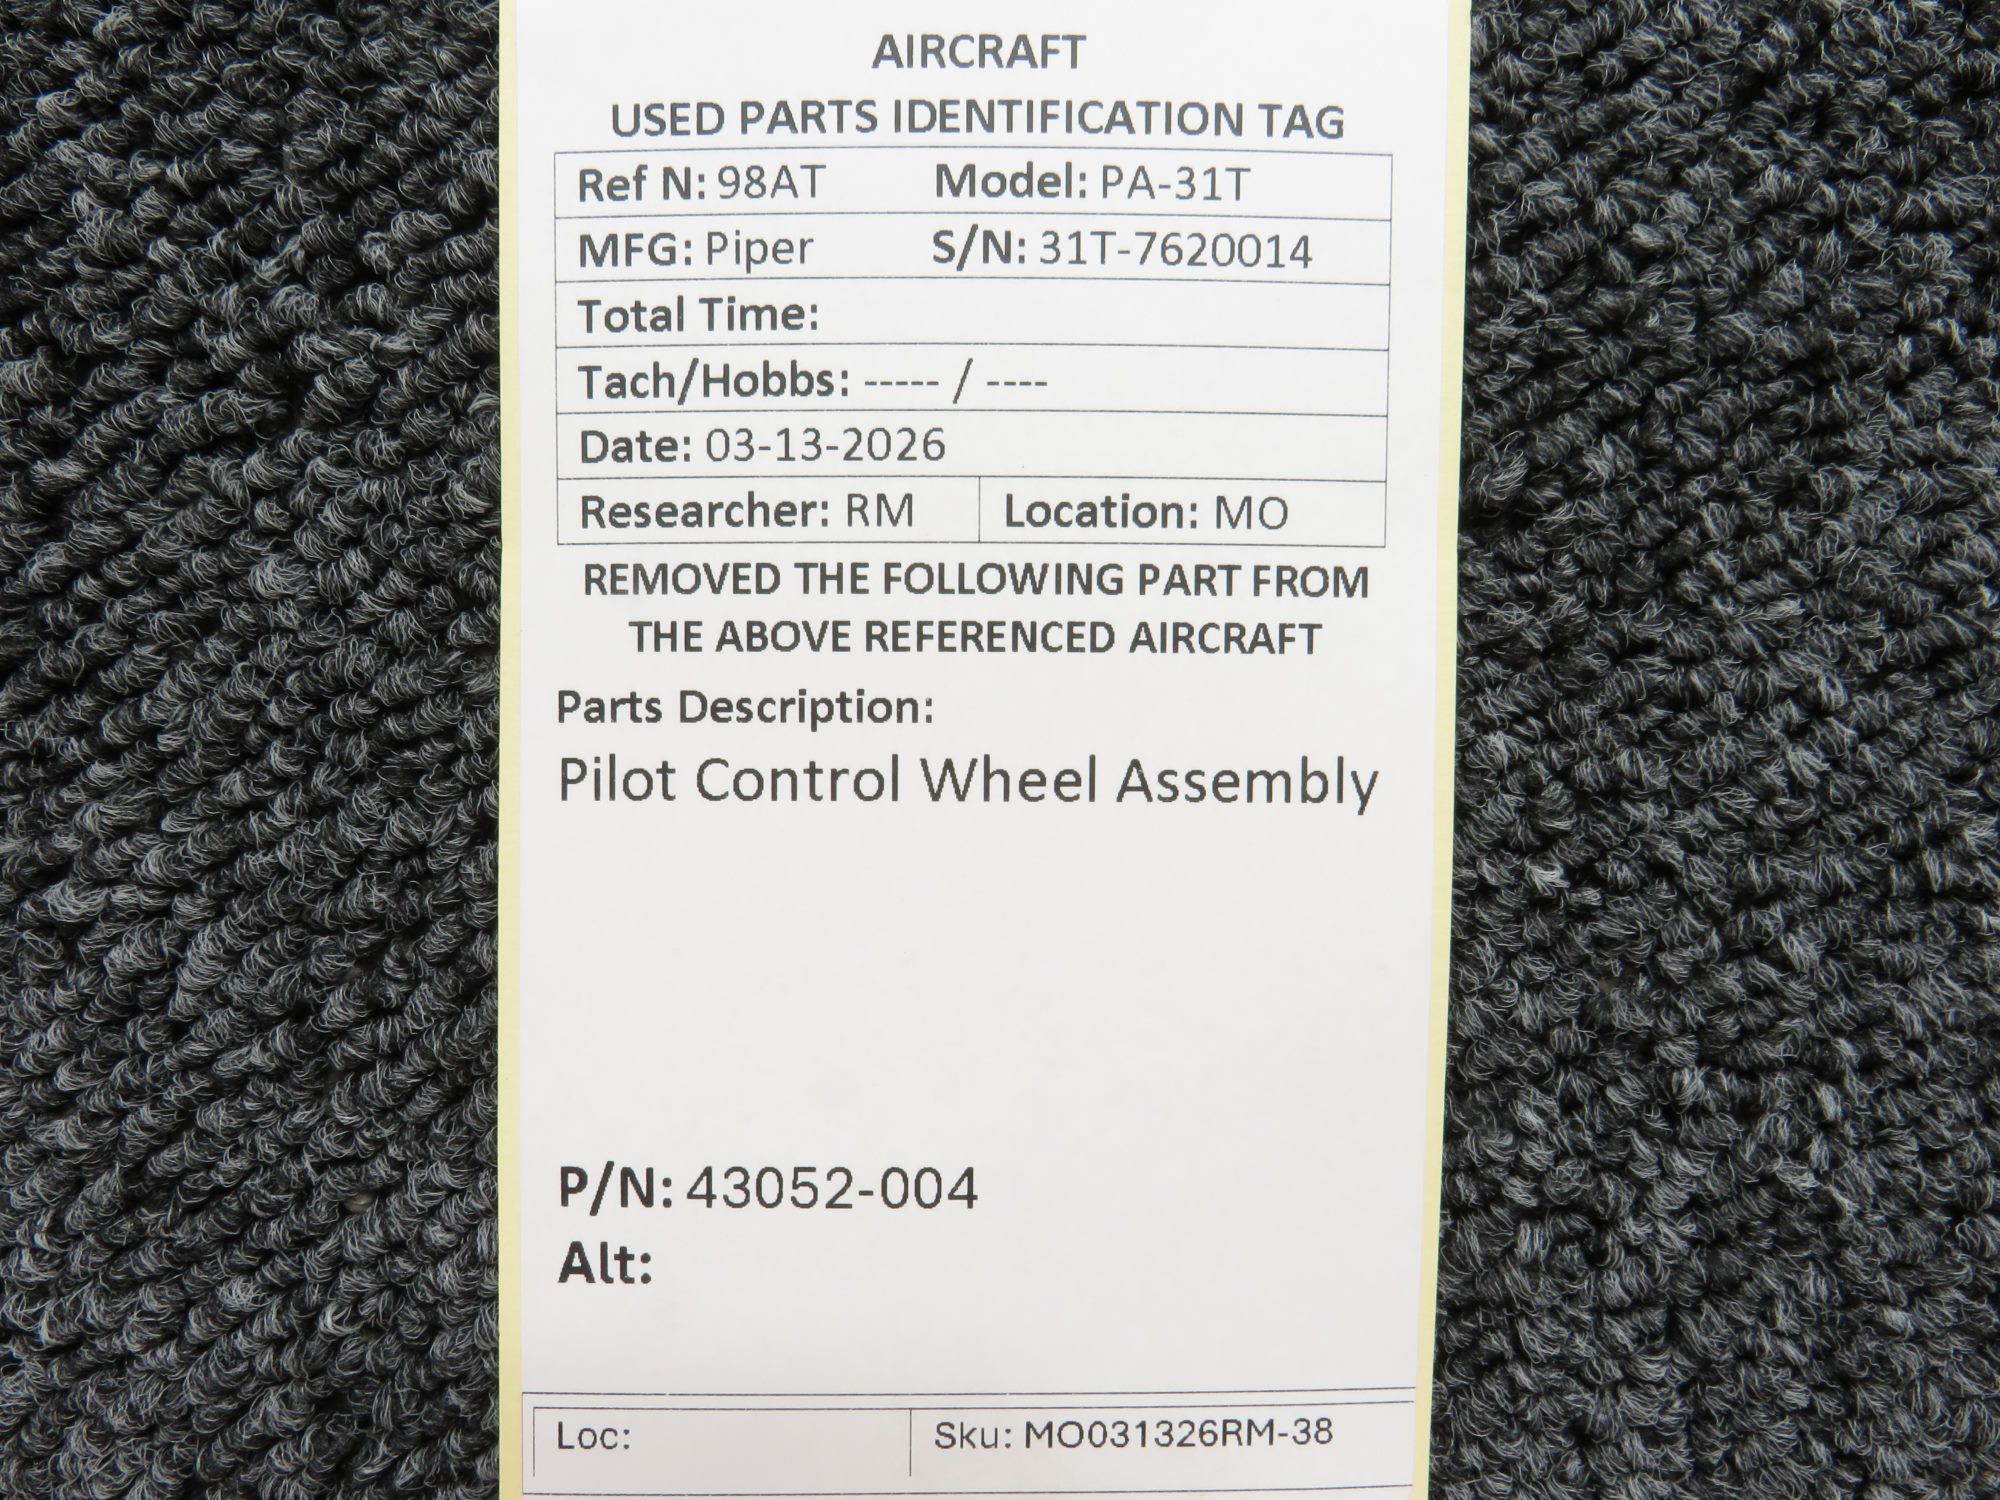 AIRCRAFT
USED PARTS IDENTIFICATION TAG
Ref N: 98AT Model: PA-31T
MFG: Piper S/N: 31T-7620014
Total Time:
Tach/Hobbs: ----- / ----
Date: 03-13-2026
Researcher: RM Location: MO
REMOVED THE FOLLOWING PART FROM
THE ABOVE REFERENCED AIRCRAFT
Parts Description:
Pilot Control Wheel Assembly
P/N: 43052-004
Alt:
Loc: Sku: MO031326RM-38